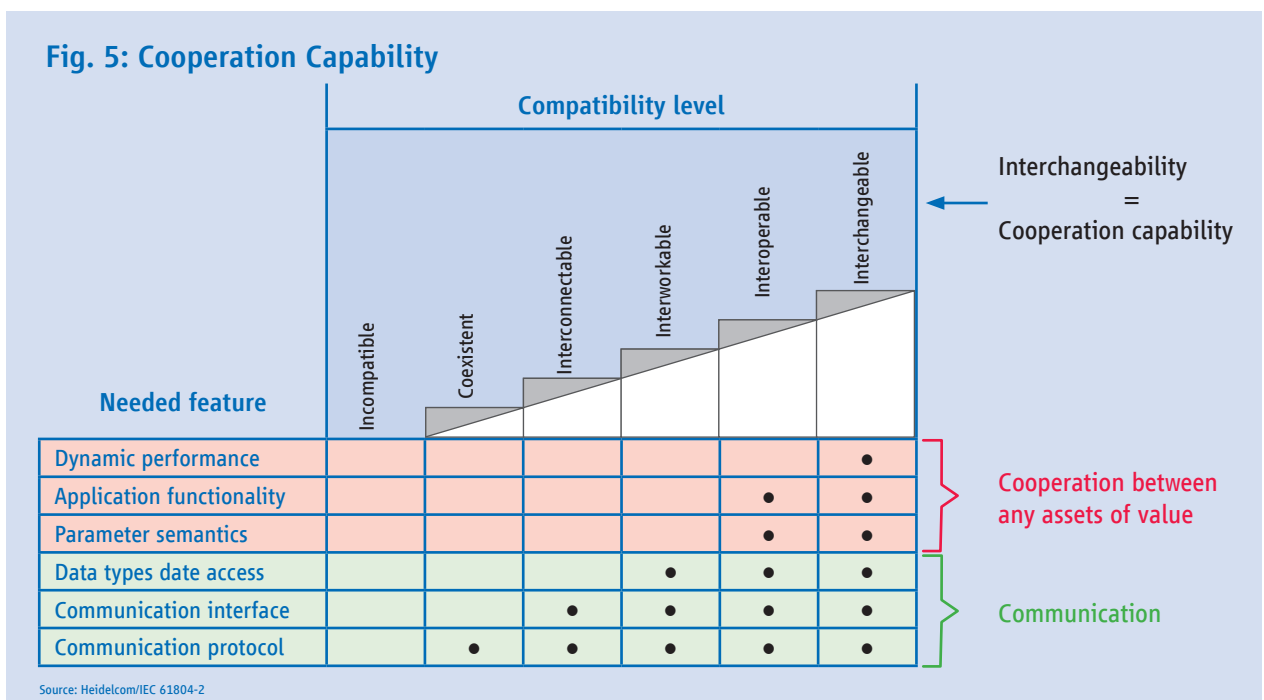 Fig. 5: Cooperation Capability
Compatibility level
Incompatible
Coexistent
Interconnectable
Interworkable
Interoperable
Interchangeable
Interchangeability
=
Cooperation capability
Needed feature
Dynamic performance
Application functionality
Parameter semantics
Data types date access
Communication interface
Communication protocol
Cooperation between
any assets of value
Communication
Source: Heidelcom/IEC 61804-2